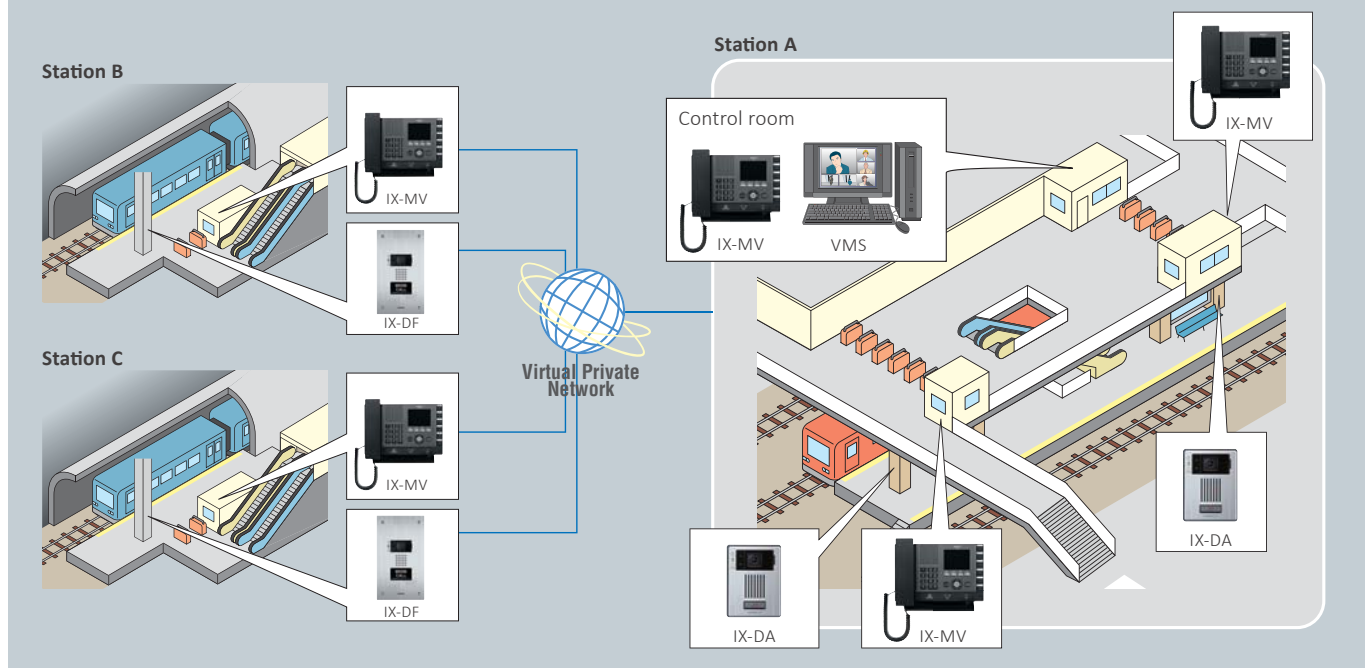 Station B
IX-MV
IX-DF
Station C
IX-MV
IX-DF
Virtual Private
Network
Station A
Control room
IX-MV
VMS
IX-MV
IX-DA
IX-MV
IX-DA